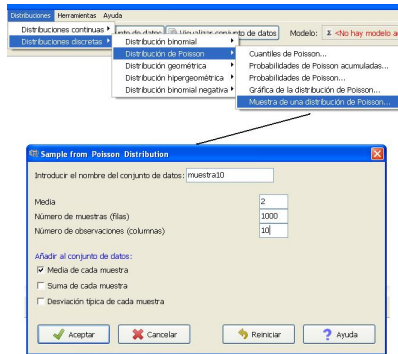 Distribuciones Herramientas Ayuda
Distribuciones continuas
Distribuciones discretas
Visualizar conjunto de datos Modelo: Σ <No hay modelo
Distribución binomial
Distribución de Poisson
Distribución geométrica
Distribución hipergeométrica
Distribución binomial negativa
Cuantiles de Poisson...
Probabilidades de Poisson acumuladas...
Probabilidades de Poisson...
Gráfica de la distribución de Poisson...
Muestra de una distribución de Poisson...
Sample from Poisson Distribution
Introducir el nombre del conjunto de datos: muestra10
Media 2
Número de muestras (filas) 1000
Número de observaciones (columnas) 10
Añadir al conjunto de datos:
Media de cada muestra
Suma de cada muestra
Desviación típica de cada muestra
Aceptar Cancelar Reiniciar Ayuda